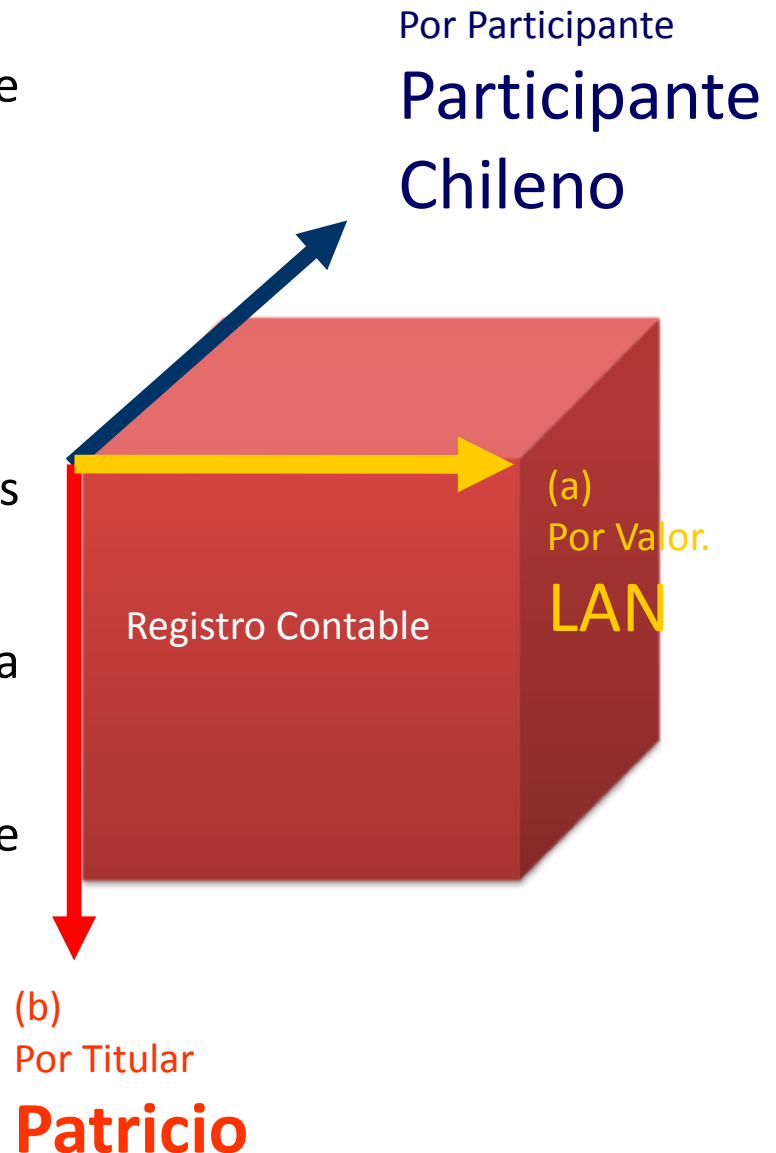 Por Participante
Participante
Chileno
e
s
a
e
(a)
Por Valor.
LAN
Registro Contable
(b)
Por Titular
Patricio